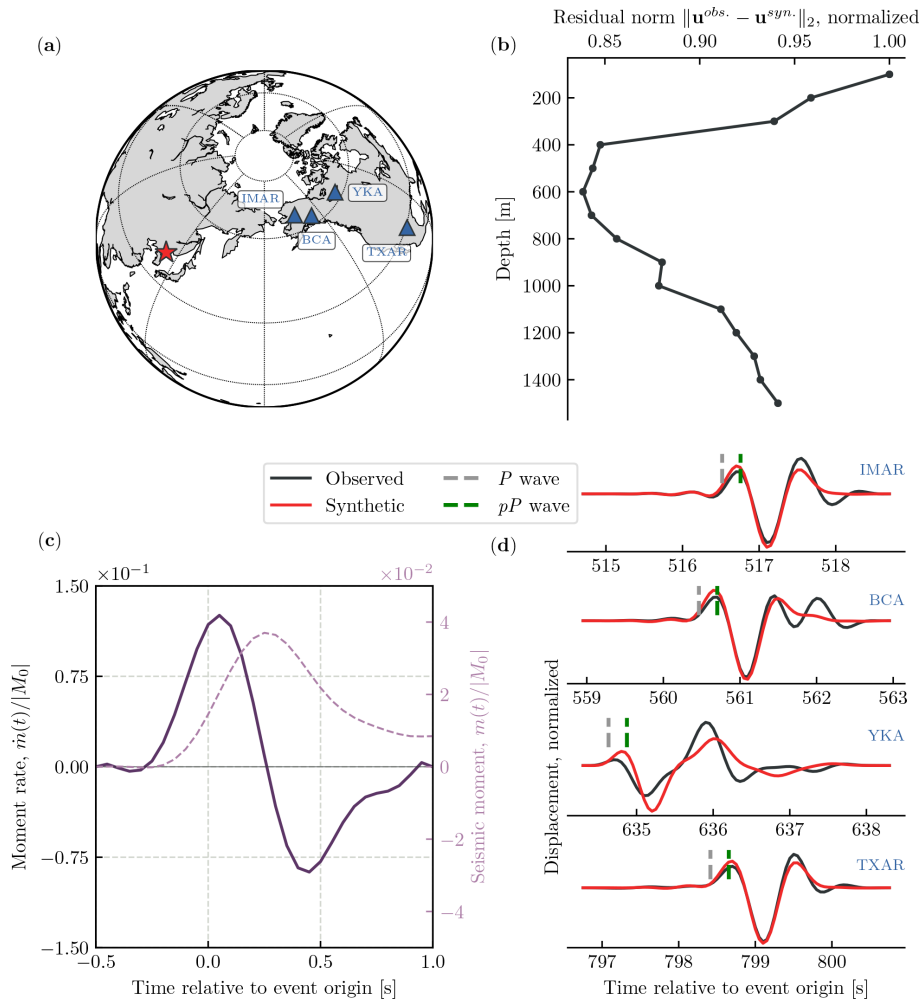 (a)
IMAR
YKA
BCA
TXAR
Residual norm ∥u^{obs.} − u^{syn.}∥₂, normalized
(b)
0.85 0.90 0.95 1.00
200
400
600
800
1000
1200
1400
Depth [m]
Observed
Synthetic
P wave
pP wave
(c)
×10⁻¹
×10⁻²
1.50
0.75
0.00
−0.75
−1.50
4
2
0
−2
−4
Moment rate, ṁ(t)/|M₀|
Seismic moment, m(t)/|M₀|
−0.5 0.0 0.5 1.0
Time relative to event origin [s]
(d)
IMAR
515 516 517 518
BCA
559 560 561 562 563
YKA
635 636 637 638
TXAR
797 798 799 800
Displacement, normalized
Time relative to event origin [s]